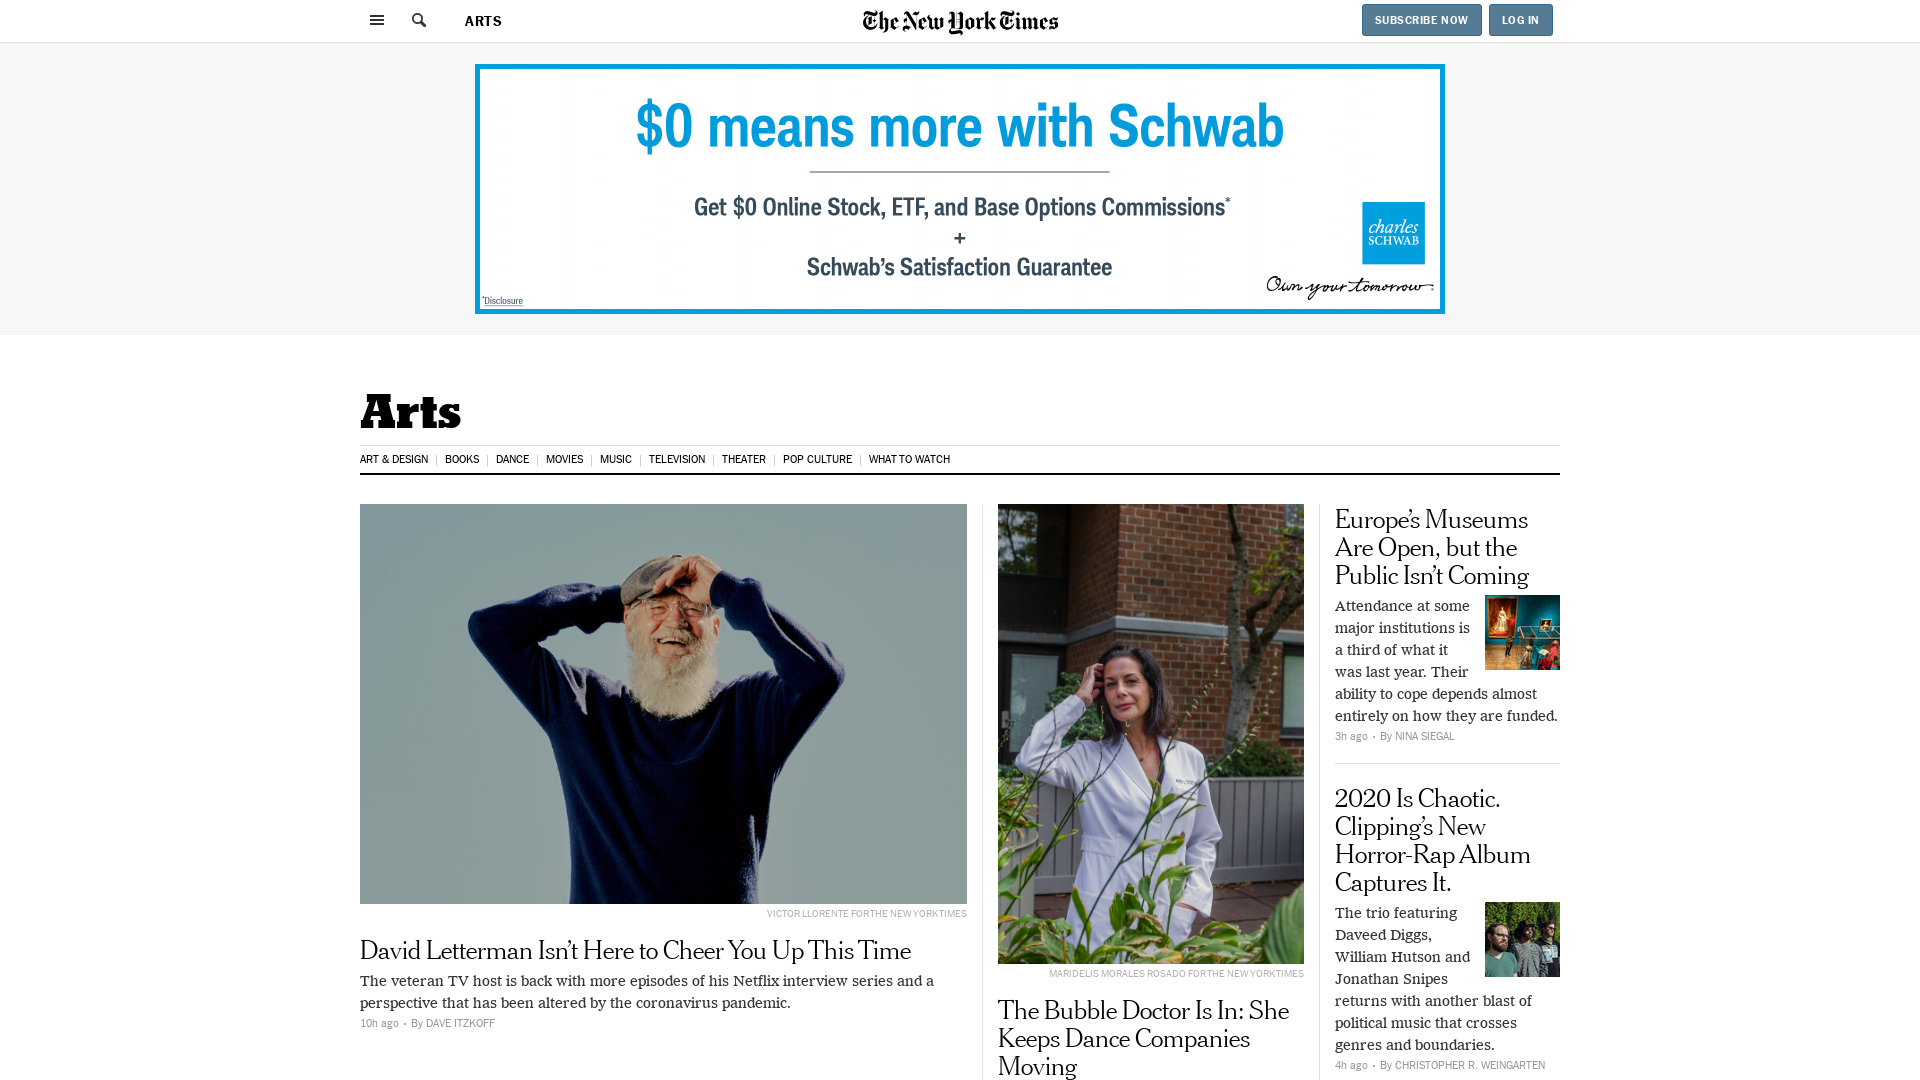 ARTS
The New York Times
SUBSCRIBE NOW
LOG IN
$0 means more with Schwab
Get $0 Online Stock, ETF, and Base Options Commissions*
+
Schwab's Satisfaction Guarantee
charles
SCHWAB
Own your tomorrow
*Disclosure
Arts
ART & DESIGN
BOOKS
DANCE
MOVIES
MUSIC
TELEVISION
THEATER
POP CULTURE
WHAT TO WATCH
VICTOR LLORENTE FOR THE NEW YORK TIMES
David Letterman Isn't Here to Cheer You Up This Time
The veteran TV host is back with more episodes of his Netflix interview series and a
perspective that has been altered by the coronavirus pandemic.
10h ago • By DAVE ITZKOFF
MARIDELIS MORALES ROSADO FOR THE NEW YORK TIMES
The Bubble Doctor Is In: She
Keeps Dance Companies
Moving
Europe's Museums
Are Open, but the
Public Isn't Coming
Attendance at some
major institutions is
a third of what it
was last year. Their
ability to cope depends almost
entirely on how they are funded.
3h ago • By NINA SIEGAL
2020 Is Chaotic.
Clipping's New
Horror-Rap Album
Captures It.
The trio featuring
Daveed Diggs,
William Hutson and
Jonathan Snipes
returns with another blast of
political music that crosses
genres and boundaries.
4h ago • By CHRISTOPHER R. WEINGARTEN